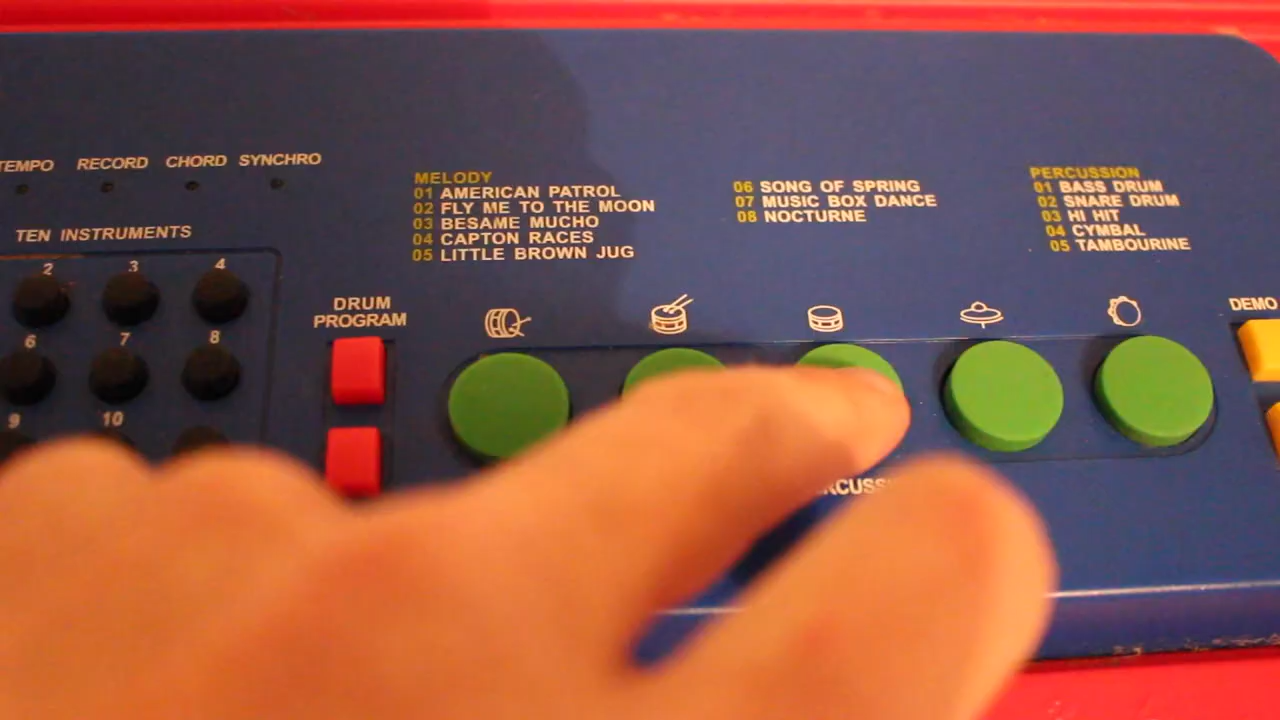 TEMPO RECORD CHORD SYNCHRO
TEN INSTRUMENTS
2 3 4
6 7 8
9 10
DRUM
PROGRAM
MELODY
01 AMERICAN PATROL
02 FLY ME TO THE MOON
03 BESAME MUCHO
04 CAPTON RACES
05 LITTLE BROWN JUG
06 SONG OF SPRING
07 MUSIC BOX DANCE
08 NOCTURNE
PERCUSSION
01 BASS DRUM
02 SNARE DRUM
03 HI HIT
04 CYMBAL
05 TAMBOURINE
DEMO